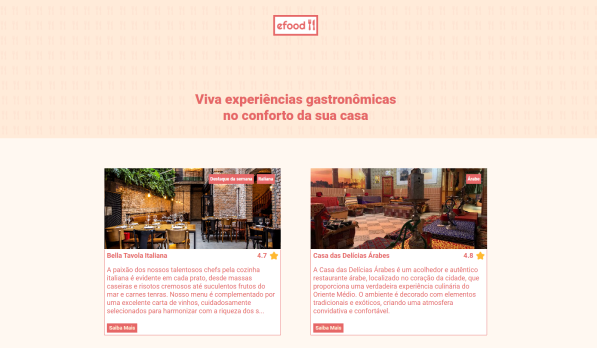 efood
Viva experiências gastronômicas
no conforto da sua casa
Destaque da semana
Italiana
Árabe
Bella Tavola Italiana
4.7
A paixão dos nossos talentosos chefs pela cozinha
italiana é evidente em cada prato, desde massas
caseiras e risotos cremosos até suculentos frutos do
mar e carnes tenras. Nosso menu é complementado por
uma excelente carta de vinhos, cuidadosamente
selecionados para harmonizar com a riqueza dos s...
Saiba Mais
Casa das Delícias Árabes
4.8
A Casa das Delícias Árabes é um acolhedor e autêntico
restaurante árabe, localizado no coração da cidade, que
proporciona uma verdadeira experiência culinária do
Oriente Médio. O ambiente é decorado com elementos
tradicionais e exóticos, criando uma atmosfera
convidativa e confortável.
Saiba Mais